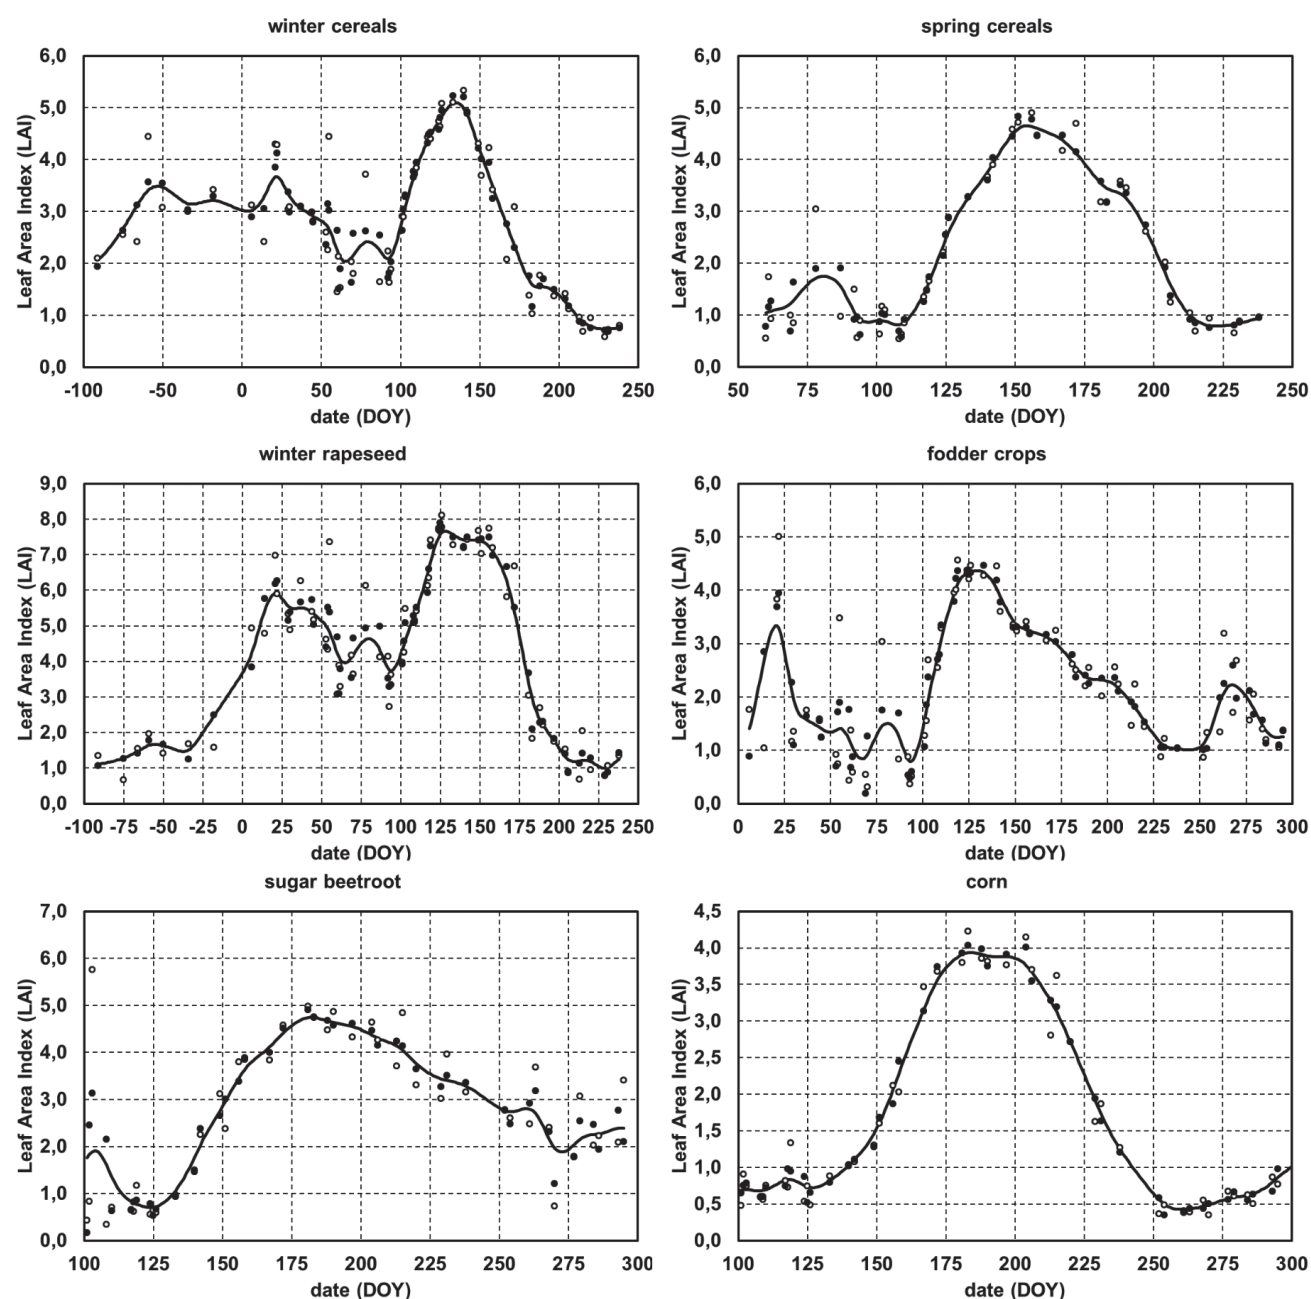 winter cereals
6,0
5,0
4,0
3,0
2,0
1,0
0,0
Leaf Area Index (LAI)
-100 -50 0 50 100 150 200 250
date (DOY)
spring cereals
6,0
5,0
4,0
3,0
2,0
1,0
0,0
Leaf Area Index (LAI)
50 75 100 125 150 175 200 225 250
date (DOY)
winter rapeseed
9,0
8,0
7,0
6,0
5,0
4,0
3,0
2,0
1,0
0,0
Leaf Area Index (LAI)
-100 -75 -50 -25 0 25 50 75 100 125 150 175 200 225 250
date (DOY)
fodder crops
6,0
5,0
4,0
3,0
2,0
1,0
0,0
Leaf Area Index (LAI)
0 25 50 75 100 125 150 175 200 225 250 275 300
date (DOY)
sugar beetroot
7,0
6,0
5,0
4,0
3,0
2,0
1,0
0,0
Leaf Area Index (LAI)
100 125 150 175 200 225 250 275 300
date (DOY)
corn
4,5
4,0
3,5
3,0
2,5
2,0
1,5
1,0
0,5
0,0
Leaf Area Index (LAI)
100 125 150 175 200 225 250 275 300
date (DOY)